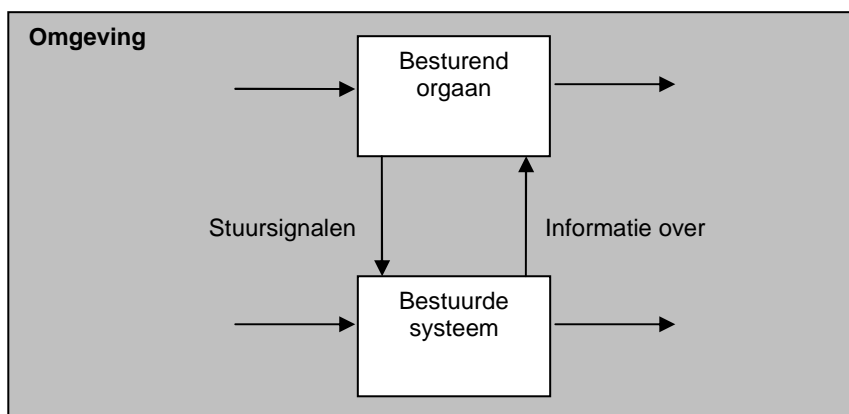 Omgeving
Besturend
orgaan
Stuursignalen
Informatie over
Bestuurde
systeem